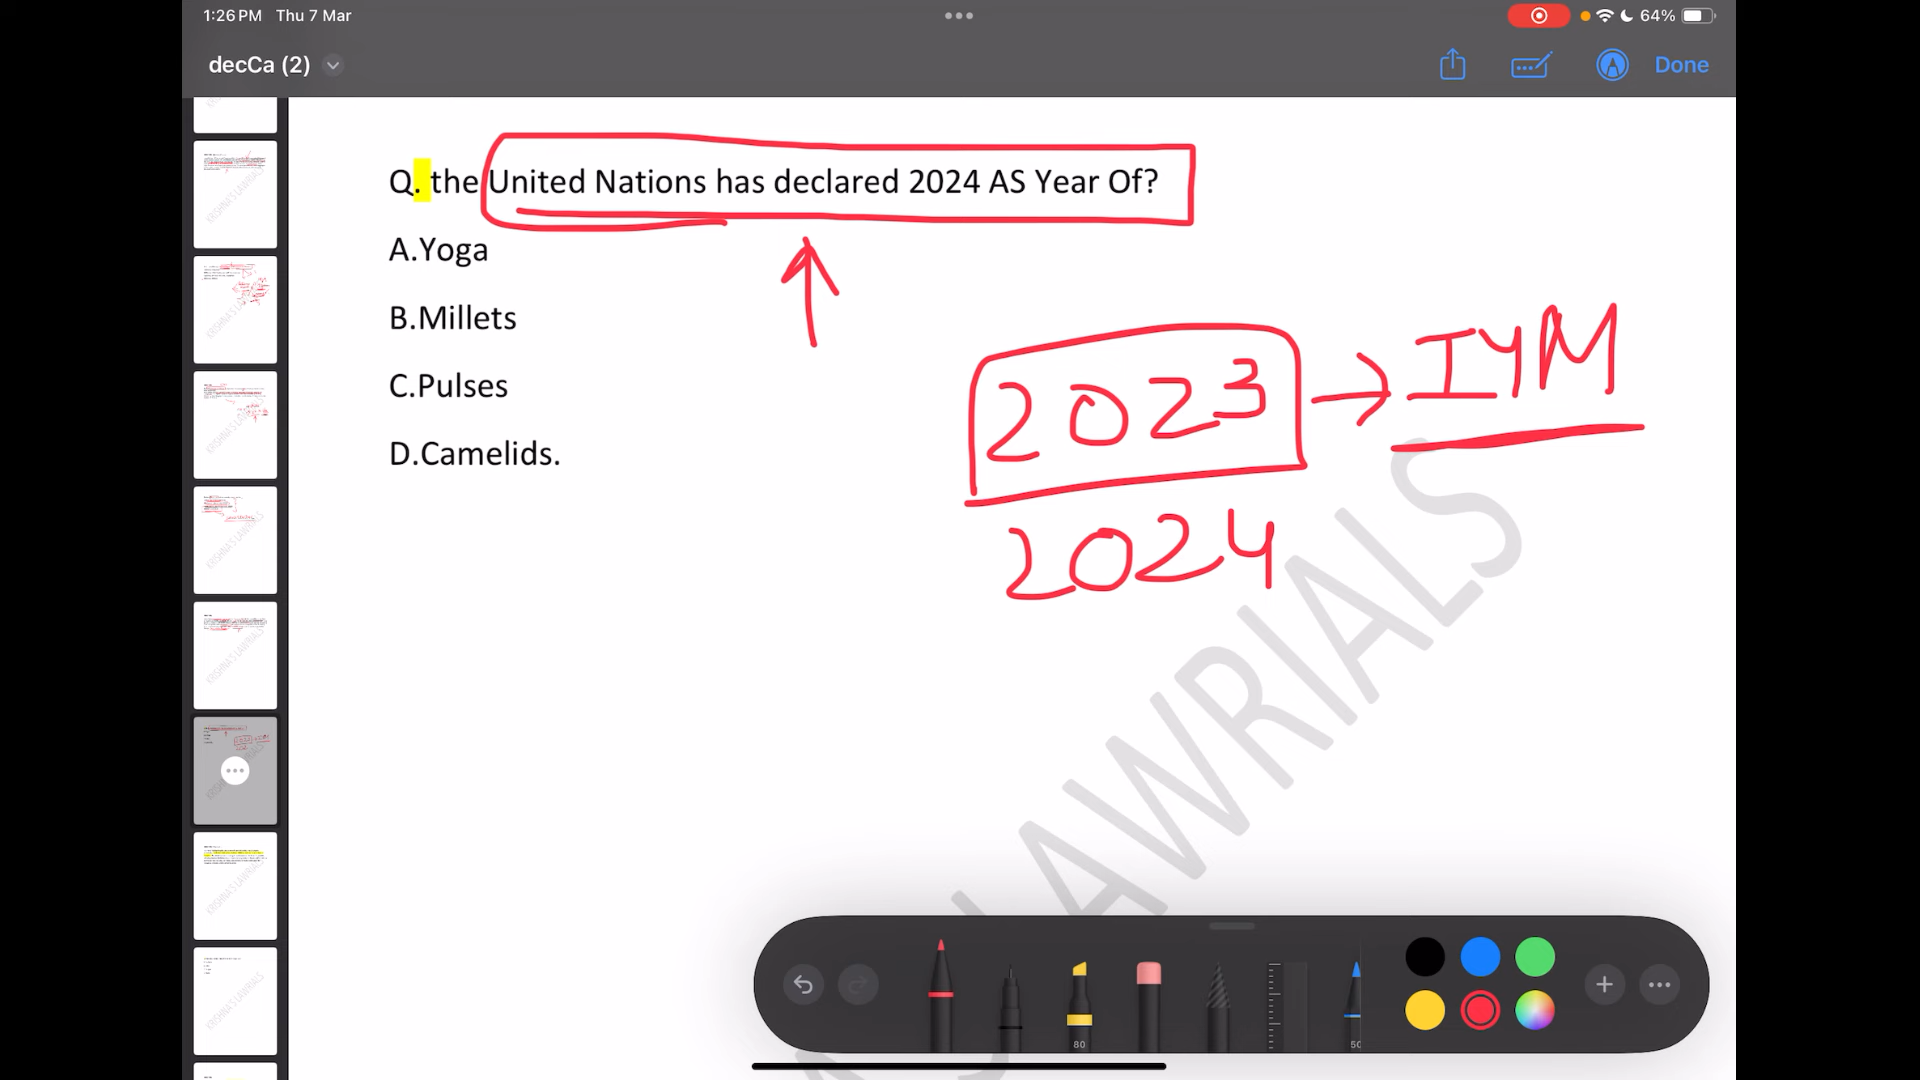 1:26 PM Thu 7 Mar
64%
decCa (2)
Done
Q. the United Nations has declared 2024 AS Year Of?
A.Yoga
B.Millets
C.Pulses
D.Camelids.
2023 → IYM
2024
LAWRIALS
80
50